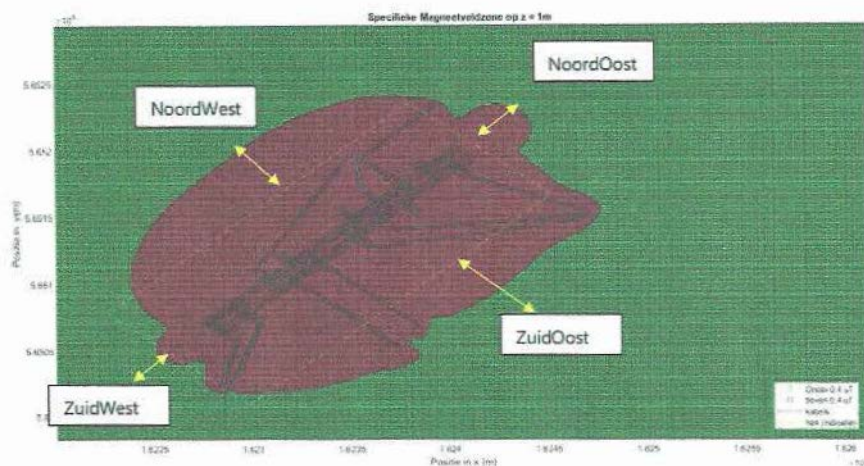 Specifieke Magneetveldzone op z = 1m
NoordOost
NoordWest
ZuidOost
ZuidWest
5.6525
5.652
5.6515
5.651
5.6505
Positie in y[m]
1.6225
1.623
1.6235
1.624
1.6245
1.625
1.6255
1.626
Positie in x [m]
Onder 0.4 uT
Boven 0.4 uT
kabels